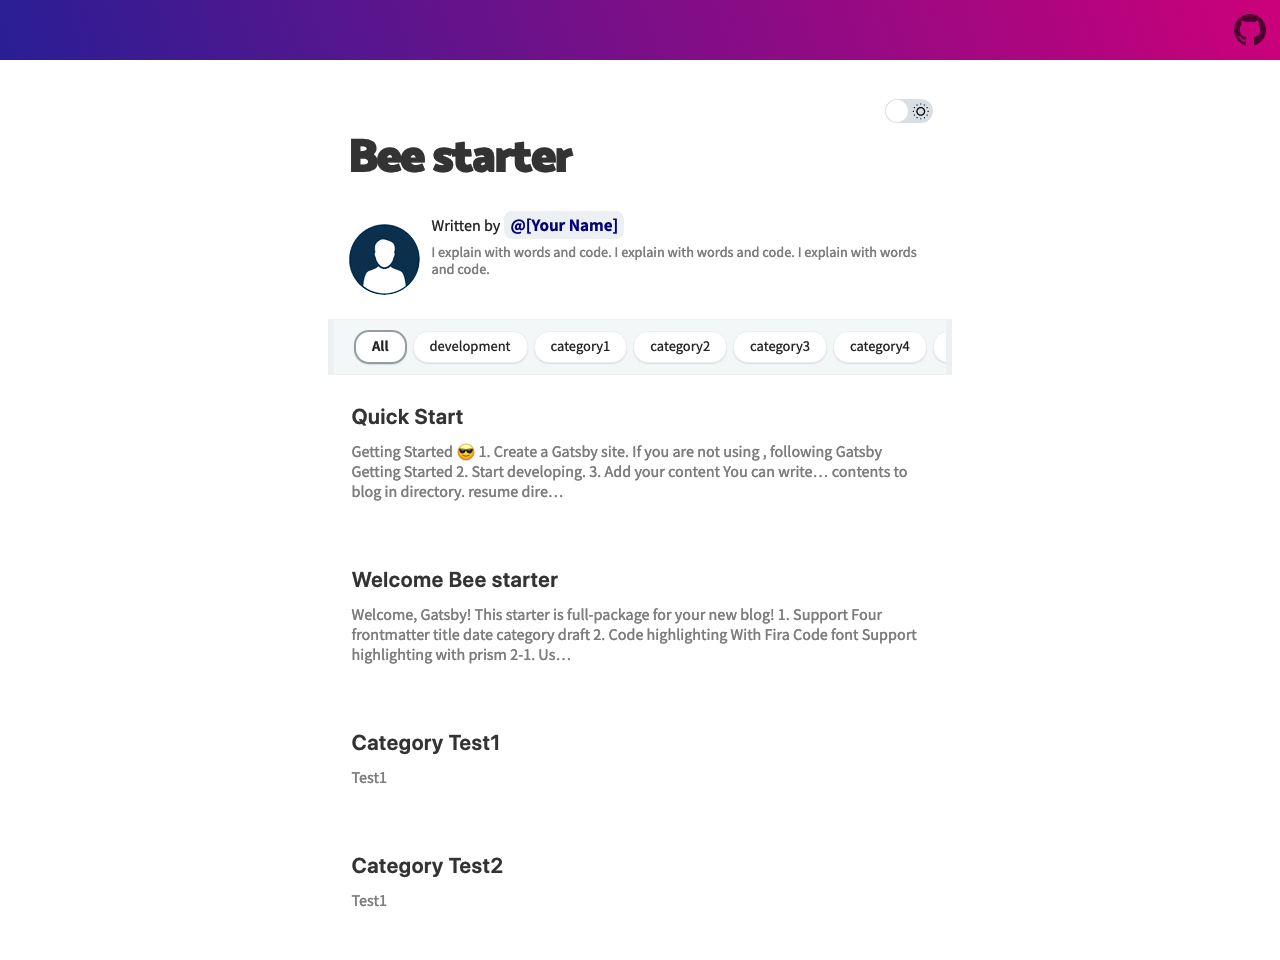 Bee starter
Written by @[Your Name]
I explain with words and code. I explain with words and code. I explain with words
and code.
All development category1 category2 category3 category4
Quick Start
Getting Started 😎 1. Create a Gatsby site. If you are not using , following Gatsby
Getting Started 2. Start developing. 3. Add your content You can write… contents to
blog in directory. resume dire…
Welcome Bee starter
Welcome, Gatsby! This starter is full-package for your new blog! 1. Support Four
frontmatter title date category draft 2. Code highlighting With Fira Code font Support
highlighting with prism 2-1. Us…
Category Test1
Test1
Category Test2
Test1